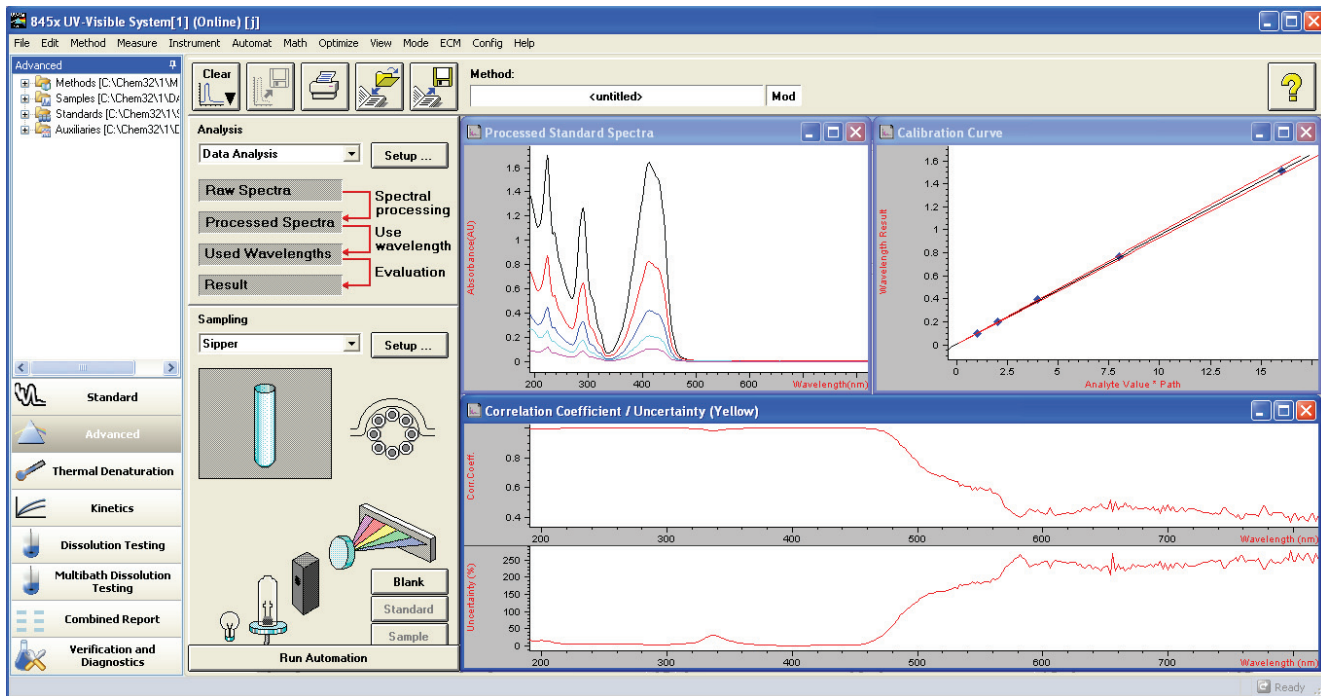 845x UV-Visible System[1] (Online) [j]
File Edit Method Measure Instrument Automat Math Optimize View Mode ECM Config Help
Advanced
Methods [C:\Chem32\1\M
Samples [C:\Chem32\1\DA
Standards [C:\Chem32\1\S
Auxiliaries [C:\Chem32\1\D
Standard
Advanced
Thermal Denaturation
Kinetics
Dissolution Testing
Multibath Dissolution
Testing
Combined Report
Verification and
Diagnostics
Clear
Method:
<untitled> Mod
?
Analysis
Data Analysis Setup ...
Raw Spectra
Spectral
processing
Processed Spectra
Use
wavelength
Used Wavelengths
Evaluation
Result
Sampling
Sipper Setup ...
Blank
Standard
Sample
Run Automation
Processed Standard Spectra
Absorbance(AU)
1.6
1.4
1.2
1
0.8
0.6
0.4
0.2
0
200 300 400 500 600 700 Wavelength(nm)
Calibration Curve
Wavelength Result
1.6
1.4
1.2
1
0.8
0.6
0.4
0.2
0
0 2.5 5 7.5 10 12.5 15
Analyte Value * Path
Correlation Coefficient / Uncertainty (Yellow)
Corr.Coeff.
1
0.8
0.6
0.4
200 300 400 500 600 700 Wavelength (nm)
Uncertainty (%)
250
200
150
100
50
0
200 300 400 500 600 700 Wavelength (nm)
Ready